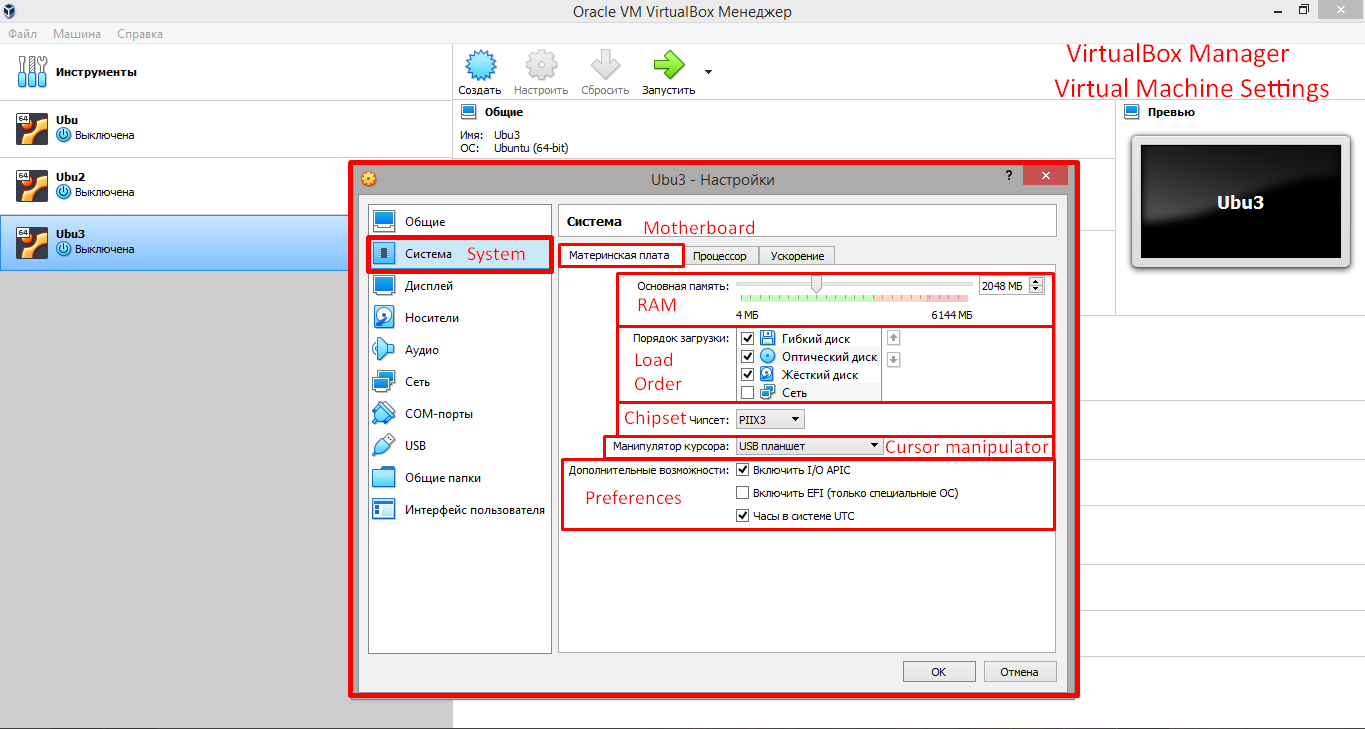 Oracle VM VirtualBox Менеджер
Файл Машина Справка
Инструменты
Создать Настроить Сбросить Запустить
VirtualBox Manager
Virtual Machine Settings
64
Ubu
Выключена
64
Ubu2
Выключена
64
Ubu3
Выключена
Общие
Имя: Ubu3
ОС: Ubuntu (64-bit)
Превью
Ubu3
Ubu3 - Настройки
?
Общие
Система System
Дисплей
Носители
Аудио
Сеть
COM-порты
USB
Общие папки
Интерфейс пользователя
Система
Motherboard
Материнская плата Процессор Ускорение
Основная память: 2048 МБ
RAM
4 МБ 6144 МБ
Порядок загрузки: Гибкий диск
Load Оптический диск
Order Жёсткий диск
Сеть
Chipset Чипсет: PIIX3
Манипулятор курсора: USB планшет Cursor manipulator
Дополнительные возможности: Включить I/O APIC
Preferences Включить EFI (только специальные ОС)
Часы в системе UTC
OK Отмена